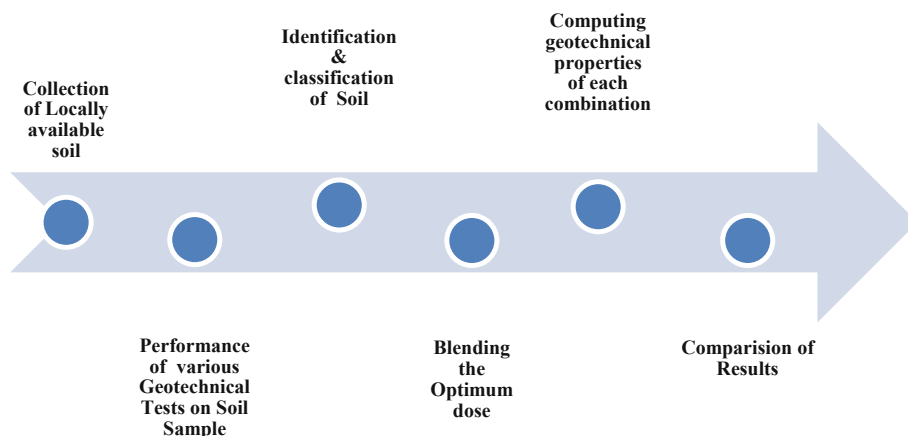 Collection
of Locally
available
soil
Performance
of various
Geotechnical
Tests on Soil
Sample
Identification
&
classification
of Soil
Blending
the
Optimum
dose
Computing
geotechnical
properties
of each
combination
Comparision of
Results